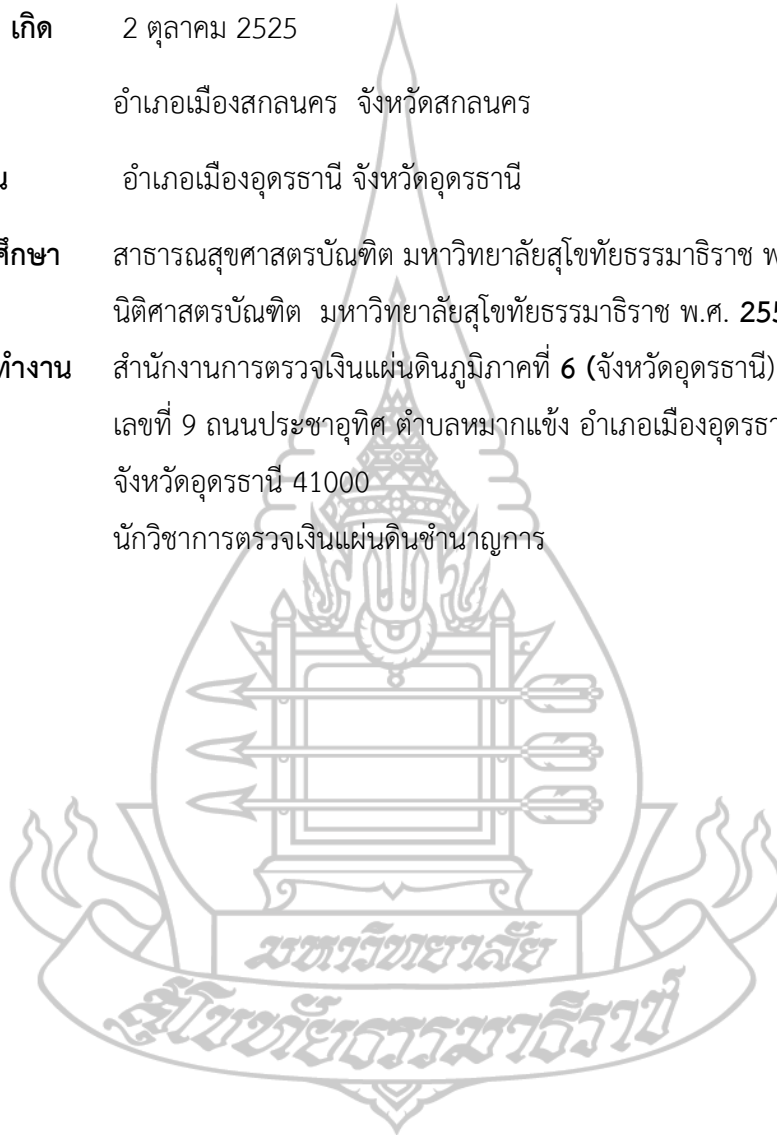 เกิด 2 ตุลาคม 2525
อำเภอเมืองสกลนคร จังหวัดสกลนคร
อำเภอเมืองอุดรธานี จังหวัดอุดรธานี
สาธารณสุขศาสตรบัณฑิต มหาวิทยาลัยสุโขทัยธรรมาธิราช
นิติศาสตรบัณฑิต มหาวิทยาลัยสุโขทัยธรรมาธิราช พ.ศ.
ทำงาน สำนักงานการตรวจเงินแผ่นดินภูมิภาคที่ 6 (จังหวัดอุดรธานี)
เลขที่ 9 ถนนประชาอุทิศ ตำบลหมากแข้ง
จังหวัดอุดรธานี 41000
นักวิชาการตรวจเงินแผ่นดินชำนาญการ
มหาวิทยาลัย
สุโขทัยธรรมาธิราช